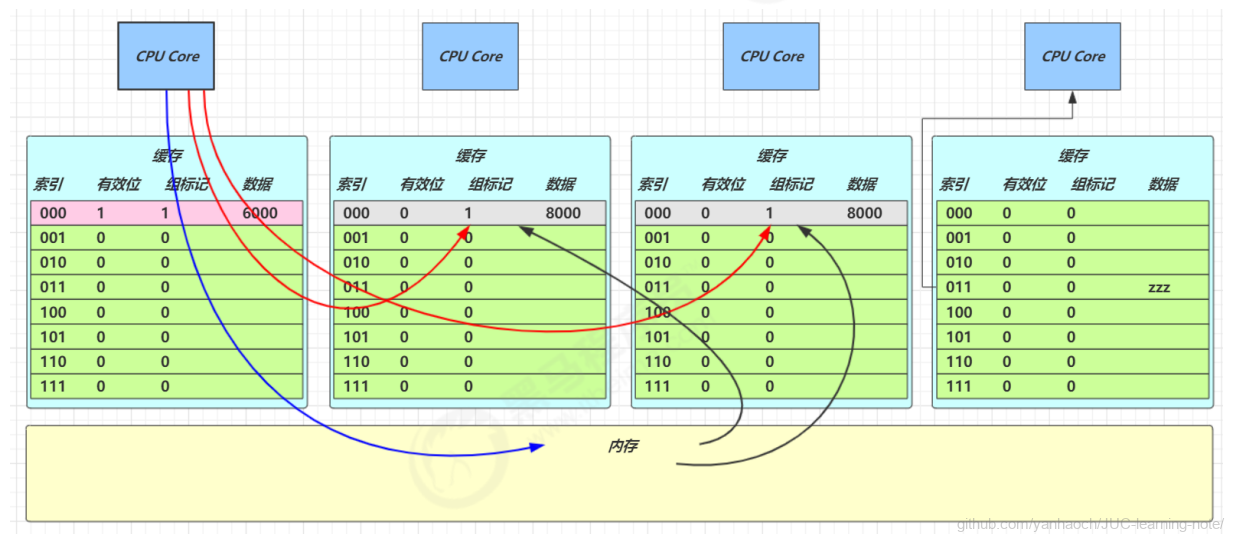 CPU Core CPU Core CPU Core CPU Core
缓存 缓存 缓存 缓存
索引 有效位 组标记 数据 索引 有效位 组标记 数据 索引 有效位 组标记 数据 索引 有效位 组标记 数据
000 1 1 6000 000 0 1 8000 000 0 1 8000 000 0 0
001 0 0 001 0 0 001 0 0 001 0 0
010 0 0 010 0 0 010 0 0 010 0 0
011 0 0 011 0 0 011 0 0 011 0 0 zzz
100 0 0 100 0 0 100 0 0 100 0 0
101 0 0 101 0 0 101 0 0 101 0 0
110 0 0 110 0 0 110 0 0 110 0 0
111 0 0 111 0 0 111 0 0 111 0 0
内存
github.com/yanhaoch/JUC-learning-note/